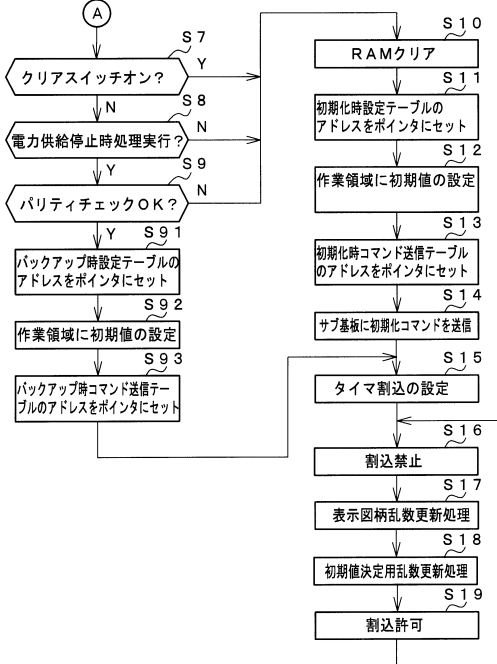 A
S7
クリアスイッチオン?
Y
N
S8
電力供給停止時処理実行?
N
Y
S9
パリティチェックOK?
N
Y
S91
バックアップ時設定テーブルの
アドレスをポインタにセット
S92
作業領域に初期値の設定
S93
バックアップ時コマンド送信テー
ブルのアドレスをポインタにセット
S10
RAMクリア
S11
初期化時設定テーブルの
アドレスをポインタにセット
S12
作業領域に初期値の設定
S13
初期化時コマンド送信テーブル
のアドレスをポインタにセット
S14
サブ基板に初期化コマンドを送信
S15
タイマ割込の設定
S16
割込禁止
S17
表示図柄乱数更新処理
S18
初期値決定用乱数更新処理
S19
割込許可